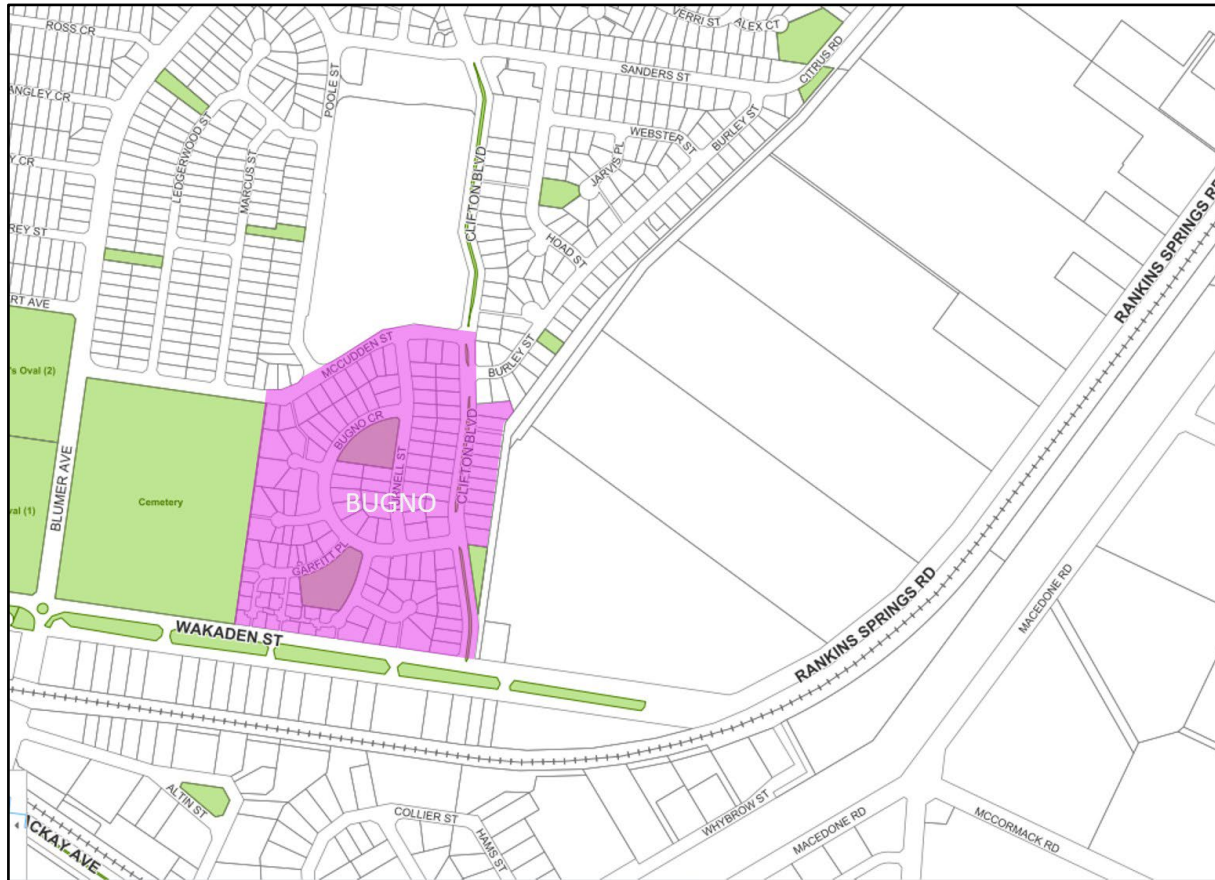 ROSS CR
VERRI ST
ALEX CT
CITRUS RD
SANDERS ST
POOLE ST
ANGLEY CR
LEDGERWOOD ST
WEBSTER ST
BURLEY ST
MARCUS ST
JARVIS PL
CLIFTON BLVD
Y CR
REY ST
HOAD ST
RANKINS SPRINGS RD
RT AVE
MCCUDDEN ST
BURLEY ST
's Oval (2)
BUGNO CR
CLIFTON BLVD
Cemetery
BUGNO
val (1)
BLUMER AVE
GARFITT PL
WAKADEN ST
RANKINS SPRINGS RD
MACEDONE RD
ALTIN ST
COLLIER ST
HAMS ST
WHYBROW ST
MACEDONE RD
MCCORMACK RD
ACKAY AVE